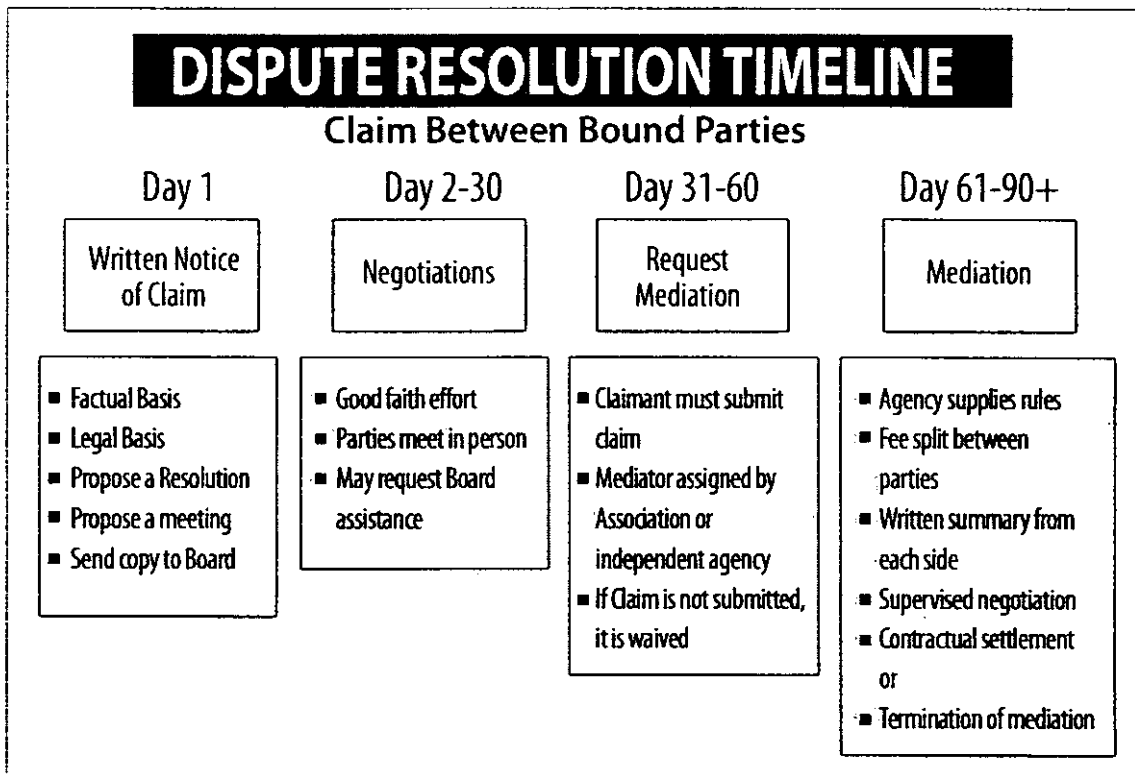 DISPUTE RESOLUTION TIMELINE
Claim Between Bound Parties
Day 1
Written Notice
of Claim
▪ Factual Basis
▪ Legal Basis
▪ Propose a Resolution
▪ Propose a meeting
▪ Send copy to Board
Day 2-30
Negotiations
▪ Good faith effort
▪ Parties meet in person
▪ May request Board
assistance
Day 31-60
Request
Mediation
▪ Claimant must submit
claim
▪ Mediator assigned by
Association or
independent agency
▪ If Claim is not submitted,
it is waived
Day 61-90+
Mediation
▪ Agency supplies rules
▪ Fee split between
parties
▪ Written summary from
each side
▪ Supervised negotiation
▪ Contractual settlement
or
▪ Termination of mediation